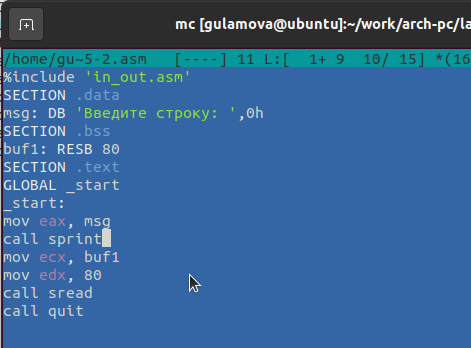 mc [gulamova@ubuntu]:~/work/arch-pc/la
/home/gu~5-2.asm   [----] 11 L:[  1+ 9  10/ 15] *(16
%include 'in_out.asm'
SECTION .data
msg: DB 'Введите строку: ',0h
SECTION .bss
buf1: RESB 80
SECTION .text
GLOBAL _start
_start:
mov eax, msg
call sprint
mov ecx, buf1
mov edx, 80
call sread
call quit